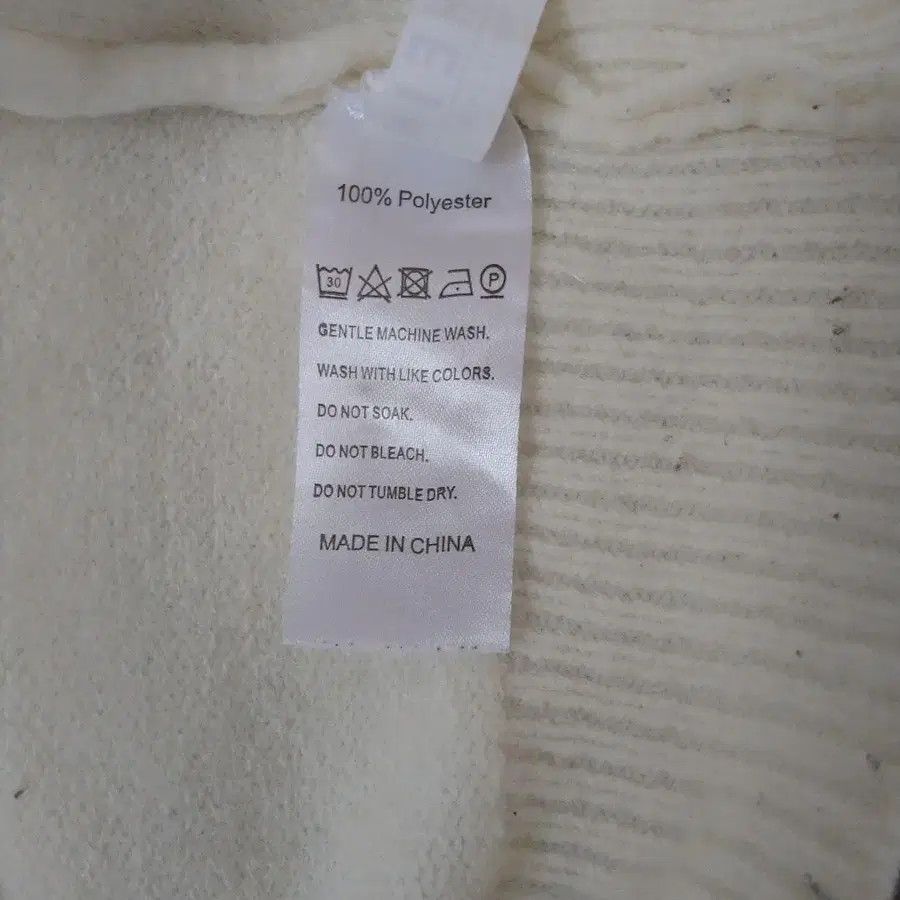 100% Polyester
30 P
GENTLE MACHINE WASH.
WASH WITH LIKE COLORS.
DO NOT SOAK.
DO NOT BLEACH.
DO NOT TUMBLE DRY.
MADE IN CHINA